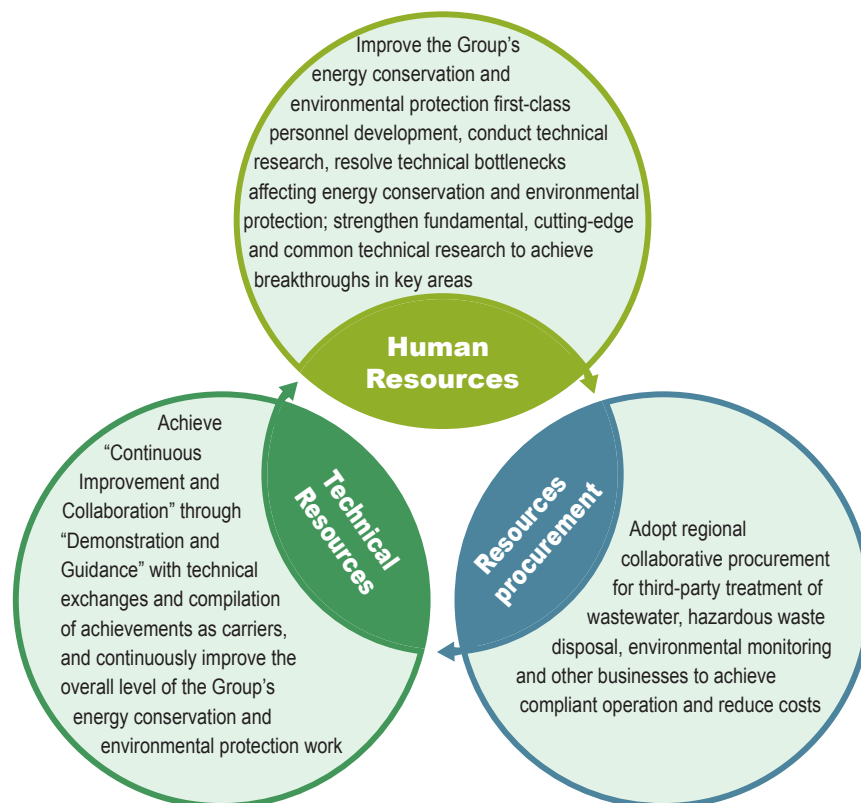 Improve the Group's
energy conservation and
environmental protection first-class
personnel development, conduct technical
research, resolve technical bottlenecks
affecting energy conservation and environmental
protection; strengthen fundamental, cutting-edge
and common technical research to achieve
breakthroughs in key areas
Human
Resources
Achieve
“Continuous
Improvement and
Collaboration” through
“Demonstration and
Guidance” with technical
exchanges and compilation
of achievements as carriers,
and continuously improve the
overall level of the Group's
energy conservation and
environmental protection work
Technical
Resources
Resources
procurement
Adopt regional
collaborative procurement
for third-party treatment of
wastewater, hazardous waste
disposal, environmental monitoring
and other businesses to achieve
compliant operation and reduce costs